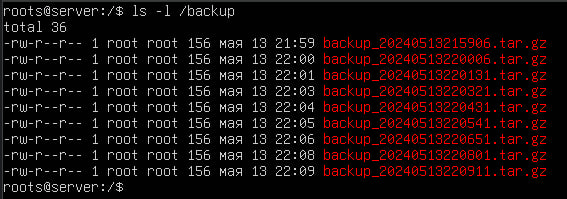 roots@server:/$ ls -l /backup
total 36
-rw-r--r-- 1 root root 156 мая 13 21:59 backup_20240513215906.tar.gz
-rw-r--r-- 1 root root 156 мая 13 22:00 backup_20240513220006.tar.gz
-rw-r--r-- 1 root root 156 мая 13 22:01 backup_20240513220131.tar.gz
-rw-r--r-- 1 root root 156 мая 13 22:03 backup_20240513220321.tar.gz
-rw-r--r-- 1 root root 156 мая 13 22:04 backup_20240513220431.tar.gz
-rw-r--r-- 1 root root 156 мая 13 22:05 backup_20240513220541.tar.gz
-rw-r--r-- 1 root root 156 мая 13 22:06 backup_20240513220651.tar.gz
-rw-r--r-- 1 root root 156 мая 13 22:08 backup_20240513220801.tar.gz
-rw-r--r-- 1 root root 156 мая 13 22:09 backup_20240513220911.tar.gz
roots@server:/$